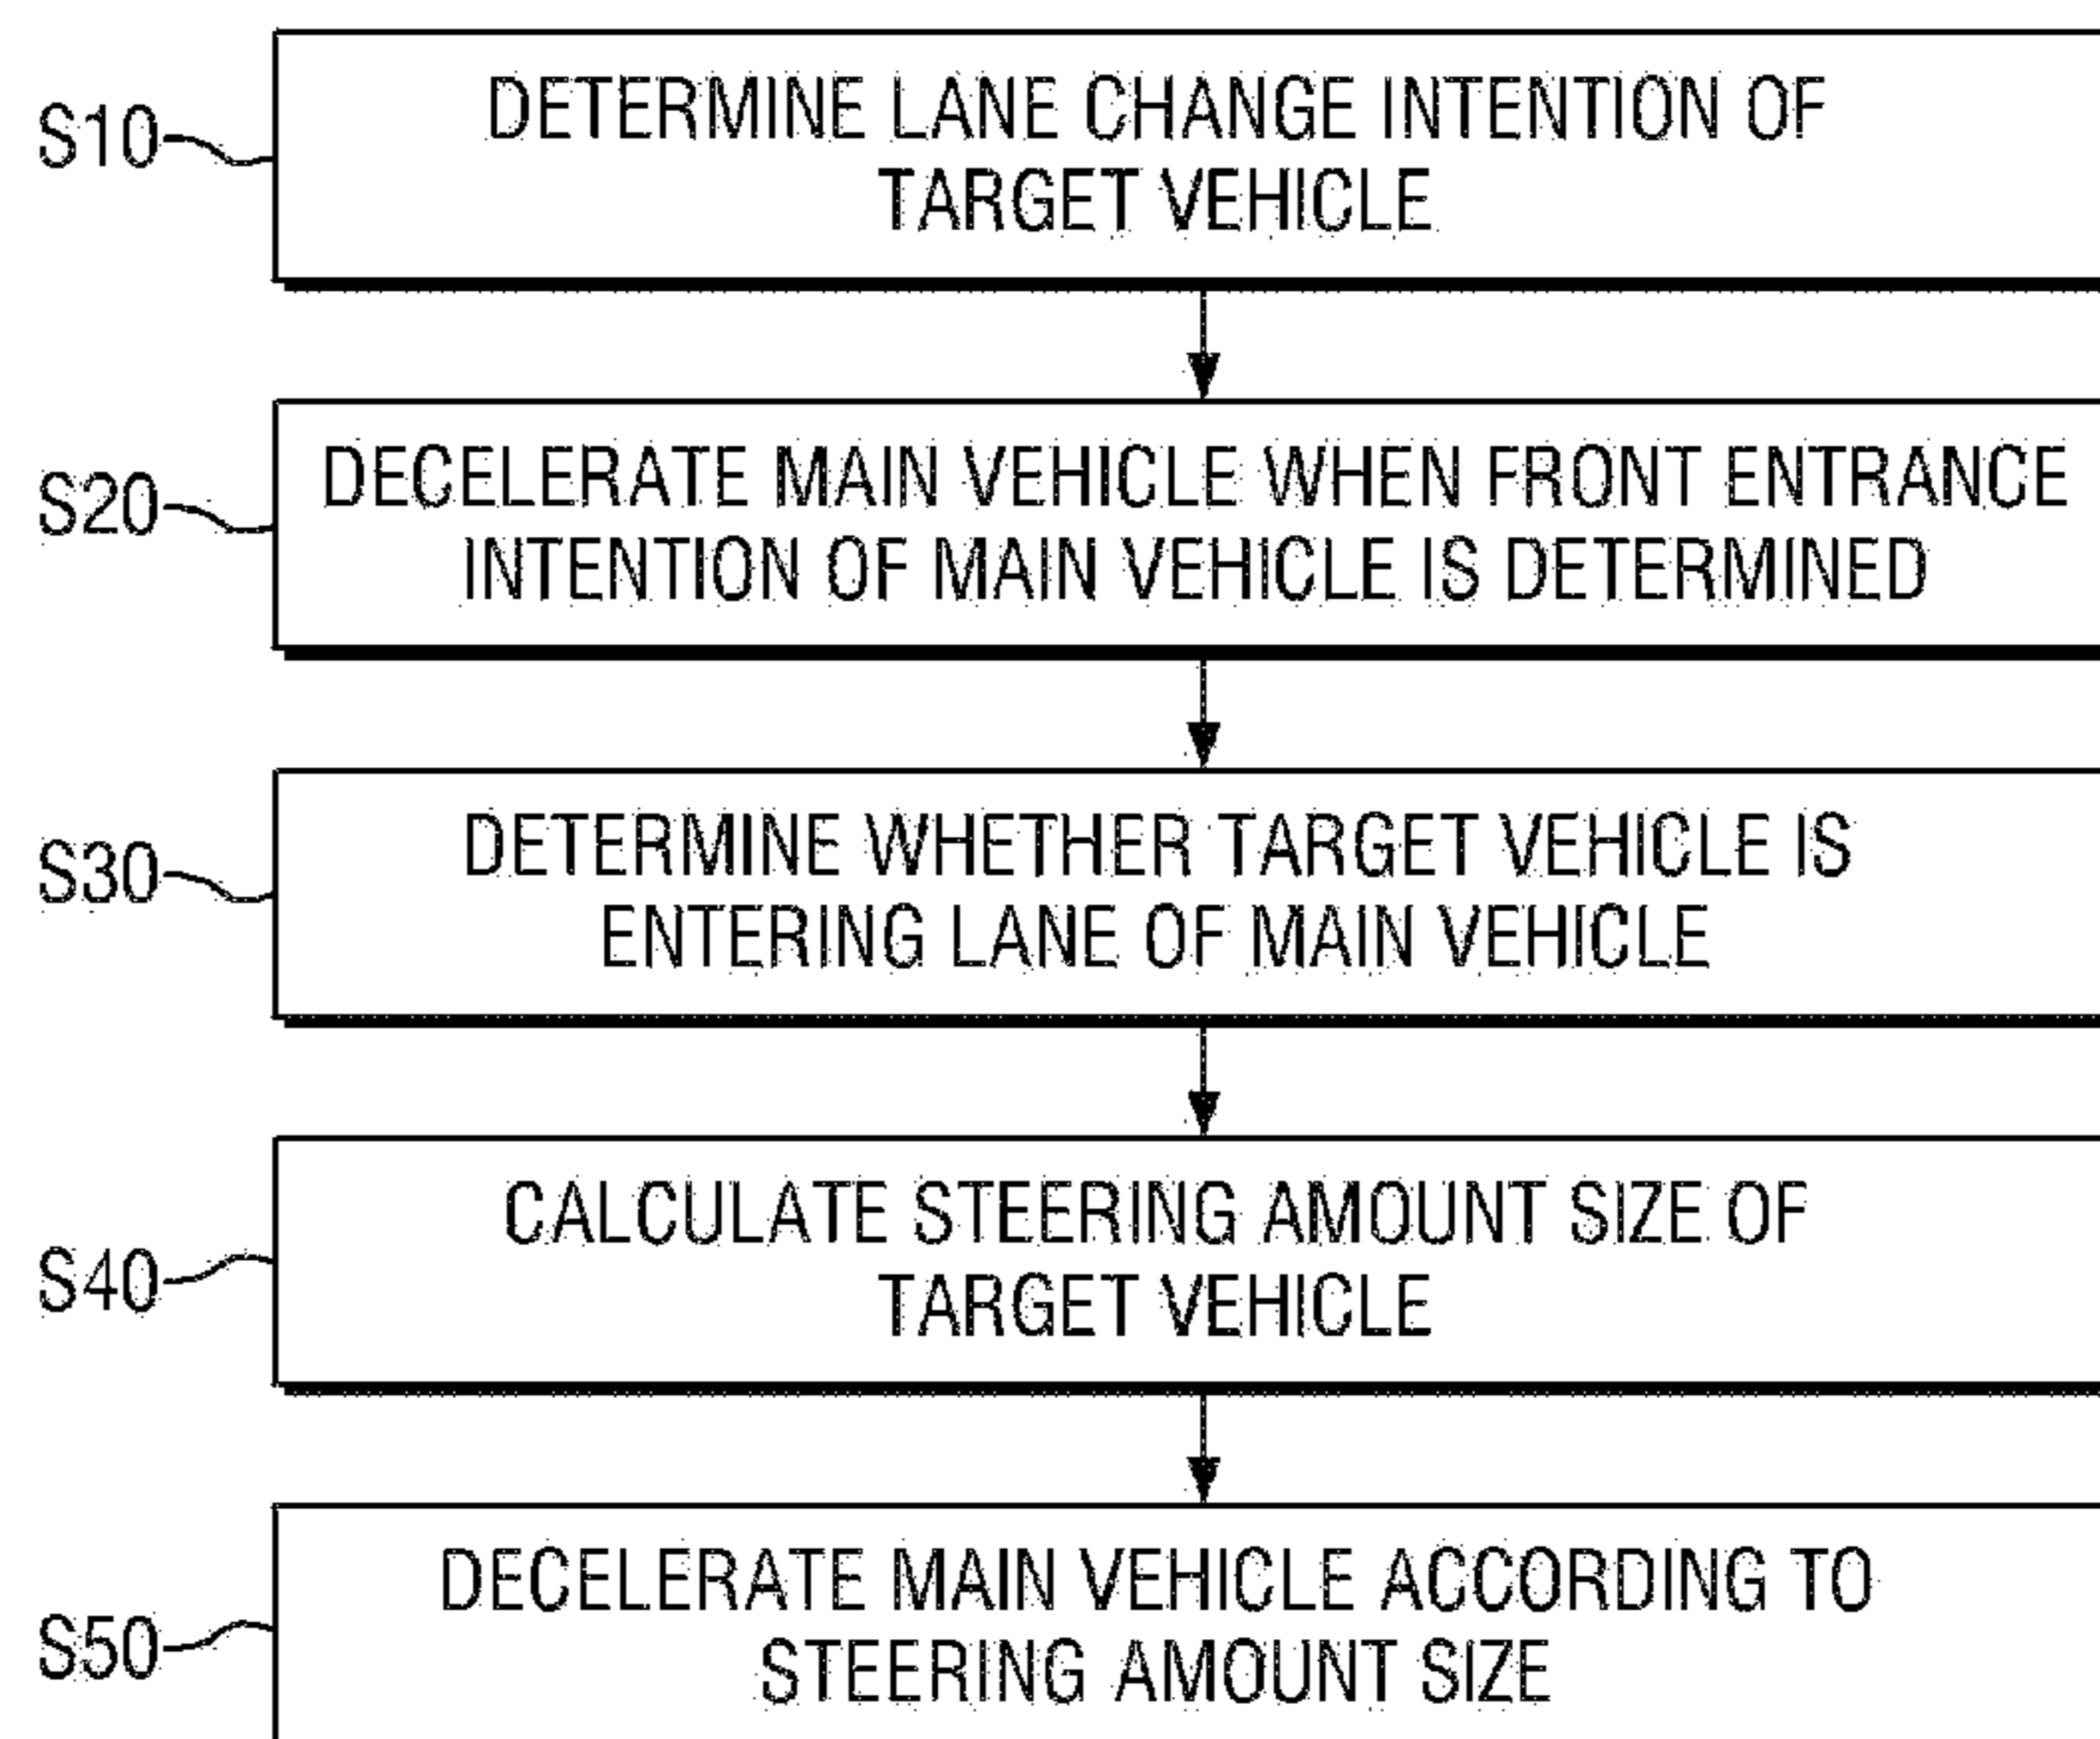 S10
DETERMINE LANE CHANGE INTENTION OF
TARGET VEHICLE
S20
DECELERATE MAIN VEHICLE WHEN FRONT ENTRANCE
INTENTION OF MAIN VEHICLE IS DETERMINED
S30
DETERMINE WHETHER TARGET VEHICLE IS
ENTERING LANE OF MAIN VEHICLE
S40
CALCULATE STEERING AMOUNT SIZE OF
TARGET VEHICLE
S50
DECELERATE MAIN VEHICLE ACCORDING TO
STEERING AMOUNT SIZE